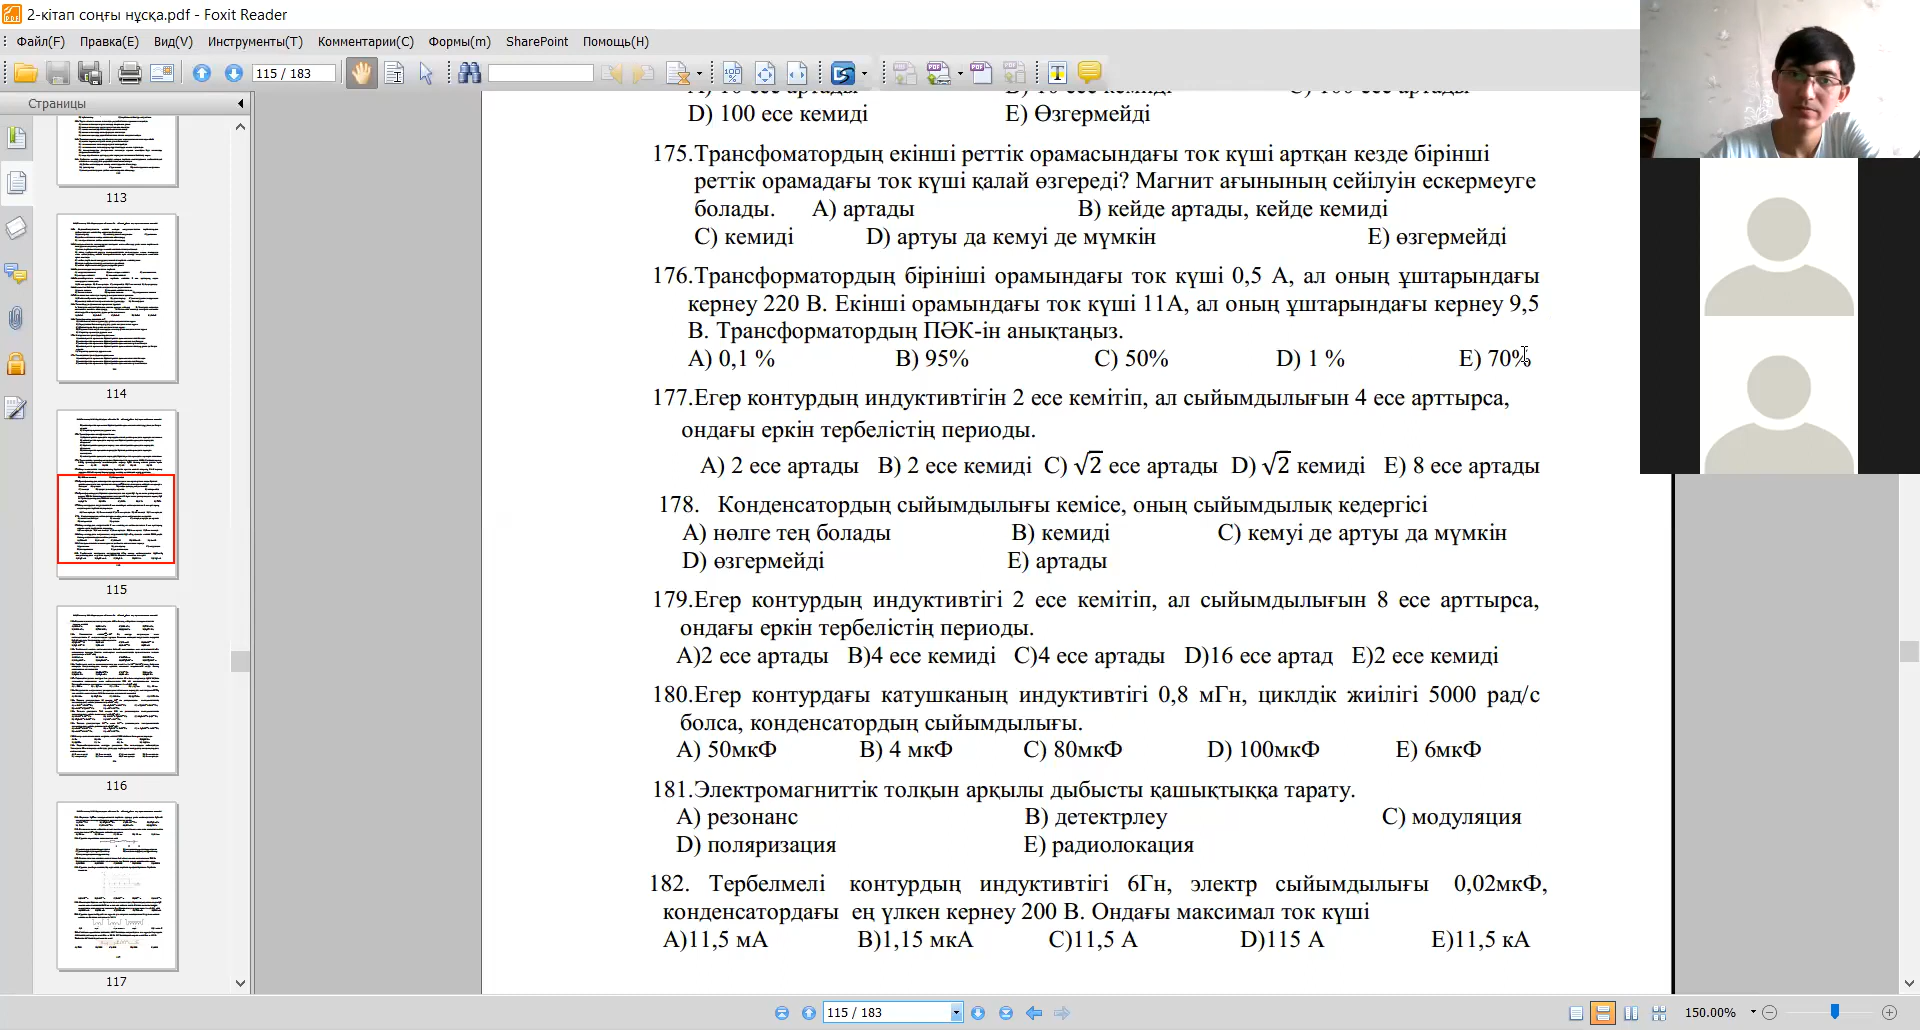 2-кітап соңғы нұсқа.pdf - Foxit Reader
Файл(F) Правка(E) Вид(V) Инструменты(T) Комментарии(C) Формы(m) SharePoint Помощь(H)
115 / 183
Страницы
113
114
115
116
117
D) 100 есе кемиді E) Өзгермейді
175.Трансфоматордың екінші реттік орамасындағы ток күші артқан кезде бірінші
реттік орамадағы ток күші қалай өзгереді? Магнит ағынының сейілуін ескермеуге
болады. A) артады B) кейде артады, кейде кемиді
C) кемиді D) артуы да кемуі де мүмкін E) өзгермейді
176.Трансформатордың бірініші орамындағы ток күші 0,5 А, ал оның ұштарындағы
кернеу 220 В. Екінші орамындағы ток күші 11А, ал оның ұштарындағы кернеу 9,5
В. Трансформатордың ПӘК-ін анықтаңыз.
A) 0,1 % B) 95% C) 50% D) 1 % E) 70%
177.Егер контурдың индуктивтігін 2 есе кемітіп, ал сыйымдылығын 4 есе арттырса,
ондағы еркін тербелістің периоды.
A) 2 есе артады B) 2 есе кемиді C) √2 есе артады D) √2 кемиді E) 8 есе артады
178. Конденсатордың сыйымдылығы кемісе, оның сыйымдылық кедергісі
A) нөлге тең болады B) кемиді C) кемуі де артуы да мүмкін
D) өзгермейді E) артады
179.Егер контурдың индуктивтігі 2 есе кемітіп, ал сыйымдылығын 8 есе арттырса,
ондағы еркін тербелістің периоды.
A)2 есе артады B)4 есе кемиді C)4 есе артады D)16 есе артад E)2 есе кемиді
180.Егер контурдағы катушканың индуктивтігі 0,8 мГн, циклдік жиілігі 5000 рад/с
болса, конденсатордың сыйымдылығы.
A) 50мкФ B) 4 мкФ C) 80мкФ D) 100мкФ E) 6мкФ
181.Электромагниттік толқын арқылы дыбысты қашықтыққа тарату.
A) резонанс B) детектрлеу C) модуляция
D) поляризация E) радиолокация
182. Тербелмелі контурдың индуктивтігі 6Гн, электр сыйымдылығы 0,02мкФ,
конденсатордағы ең үлкен кернеу 200 В. Ондағы максимал ток күші
A)11,5 мА B)1,15 мкА C)11,5 А D)115 А E)11,5 кА
115 / 183
150.00%